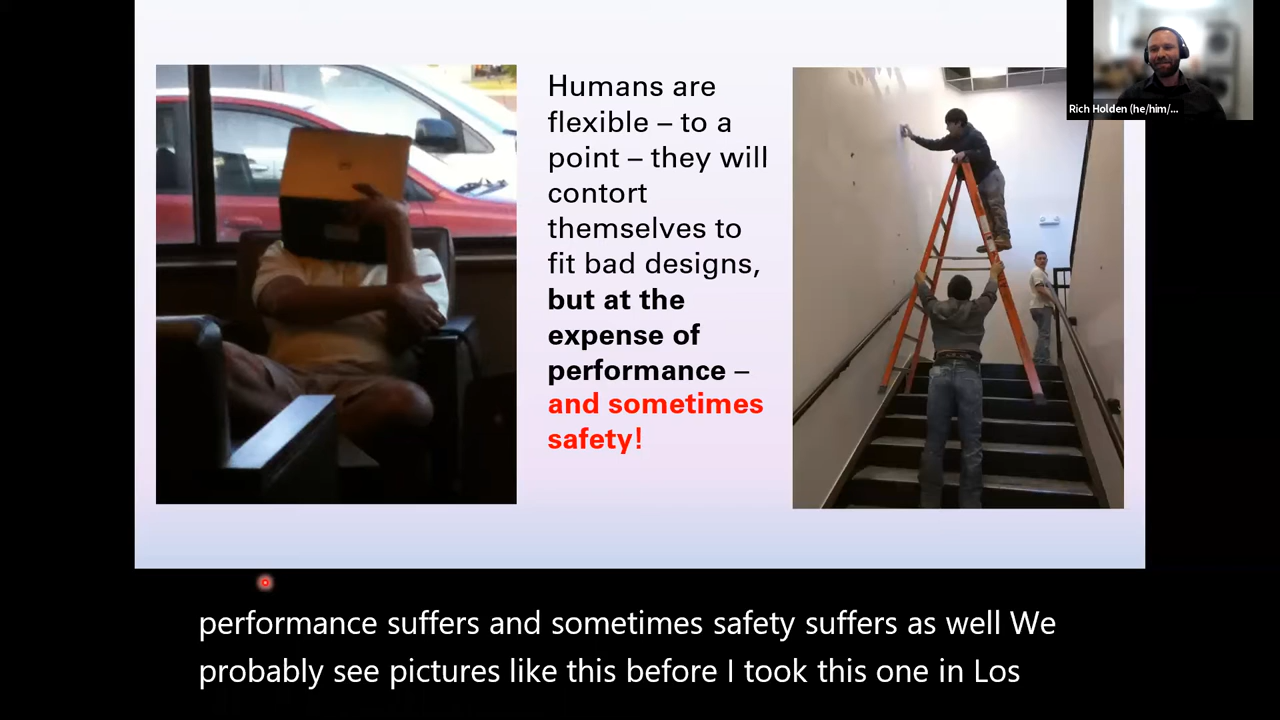 Humans are
flexible – to a
point – they will
contort
themselves to
fit bad designs,
but at the
expense of
performance –
and sometimes
safety!
Rich Holden (he/him/...
performance suffers and sometimes safety suffers as well We
probably see pictures like this before I took this one in Los